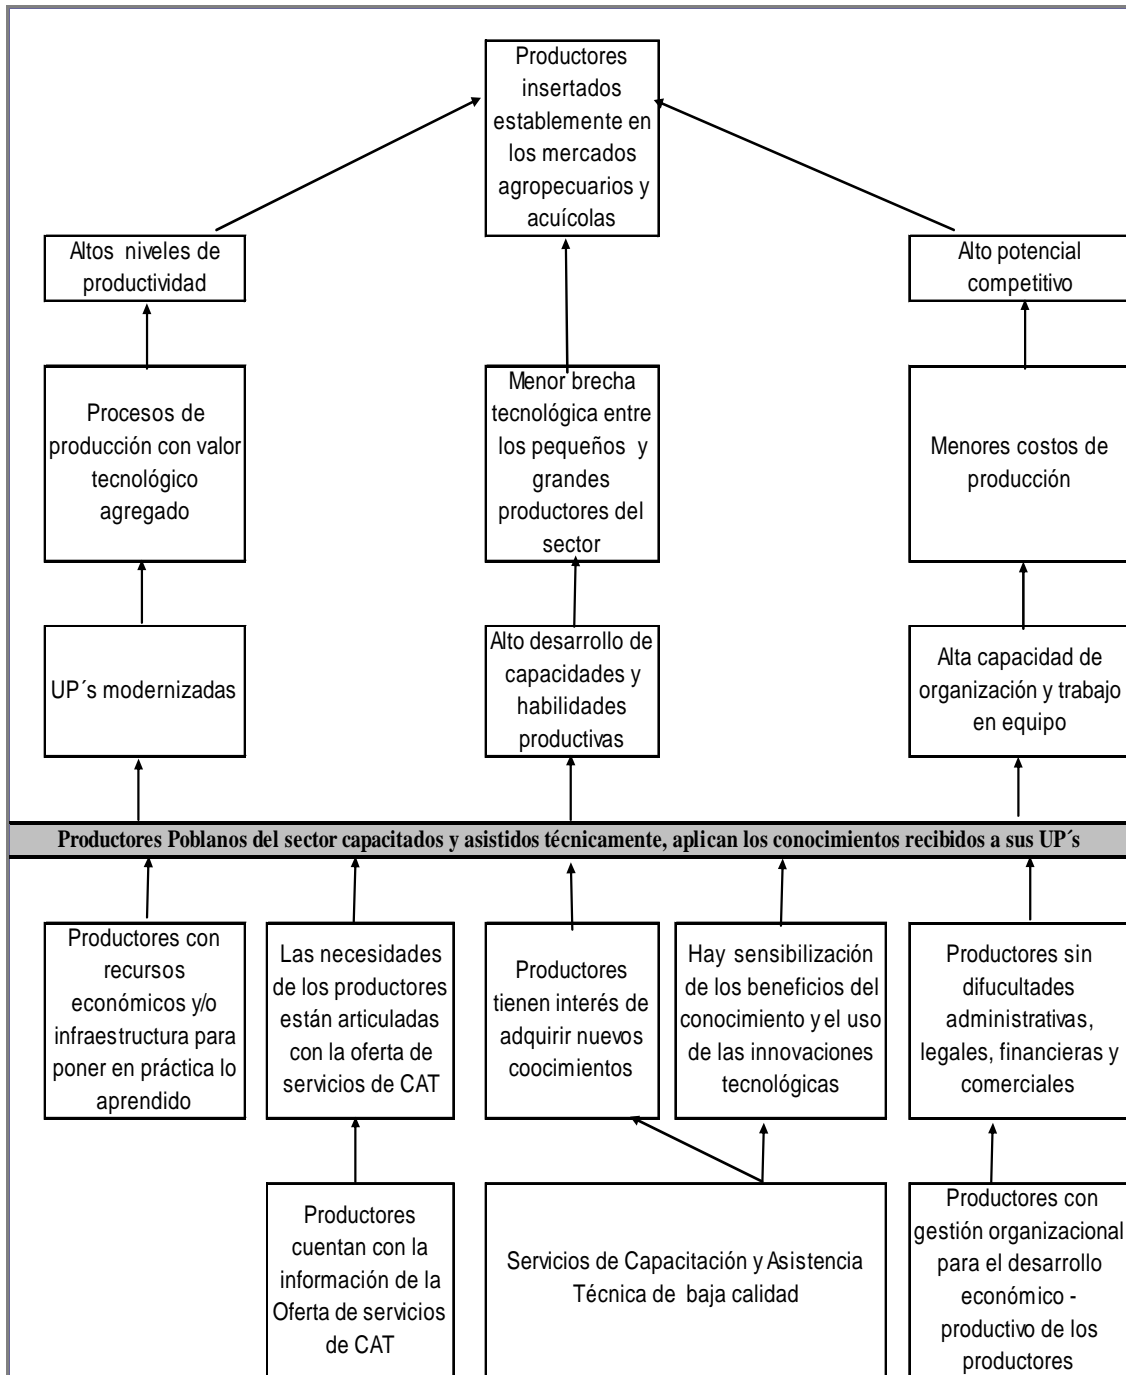 Productores
insertados
establemente en
los mercados
agropecuarios y
acuícolas
Altos niveles de
productividad
Alto potencial
competitivo
Procesos de
producción con valor
tecnológico
agregado
Menor brecha
tecnológica entre
los pequeños y
grandes
productores del
sector
Menores costos de
producción
UP´s modernizadas
Alto desarrollo de
capacidades y
habilidades
productivas
Alta capacidad de
organización y trabajo
en equipo
Productores Poblanos del sector capacitados y asistidos técnicamente, aplican los conocimientos recibidos a sus UP´s
Productores con
recursos
económicos y/o
infraestructura para
poner en práctica lo
aprendido
Las necesidades
de los productores
están articuladas
con la oferta de
servicios de CAT
Productores
tienen interés de
adquirir nuevos
coocimientos
Hay sensibilización
de los beneficios del
conocimiento y el uso
de las innovaciones
tecnológicas
Productores sin
difucultades
administrativas,
legales, financieras y
comerciales
Productores
cuentan con la
información de la
Oferta de servicios
de CAT
Servicios de Capacitación y Asistencia
Técnica de baja calidad
Productores con
gestión organizacional
para el desarrollo
económico -
productivo de los
productores